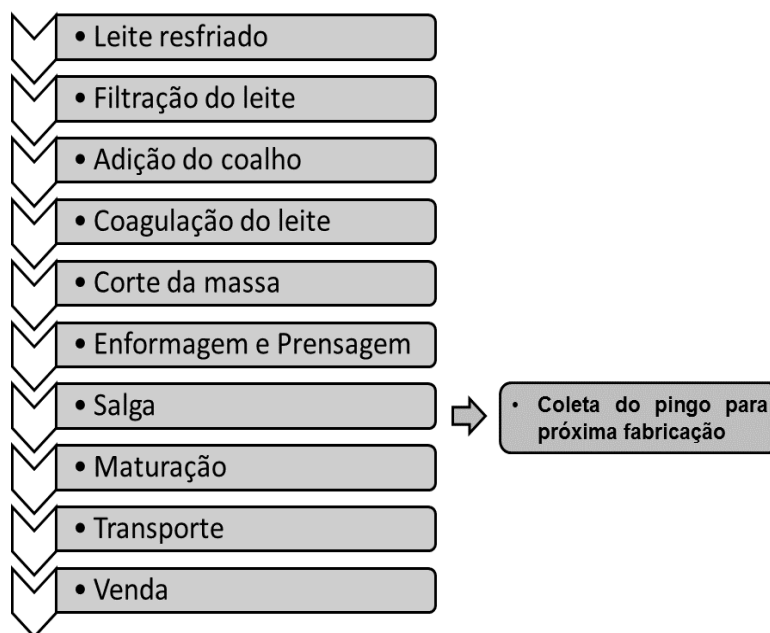 • Leite resfriado
• Filtração do leite
• Adição do coalho
• Coagulação do leite
• Corte da massa
• Enformagem e Prensagem
• Salga
• Coleta do pingo para
próxima fabricação
• Maturação
• Transporte
• Venda